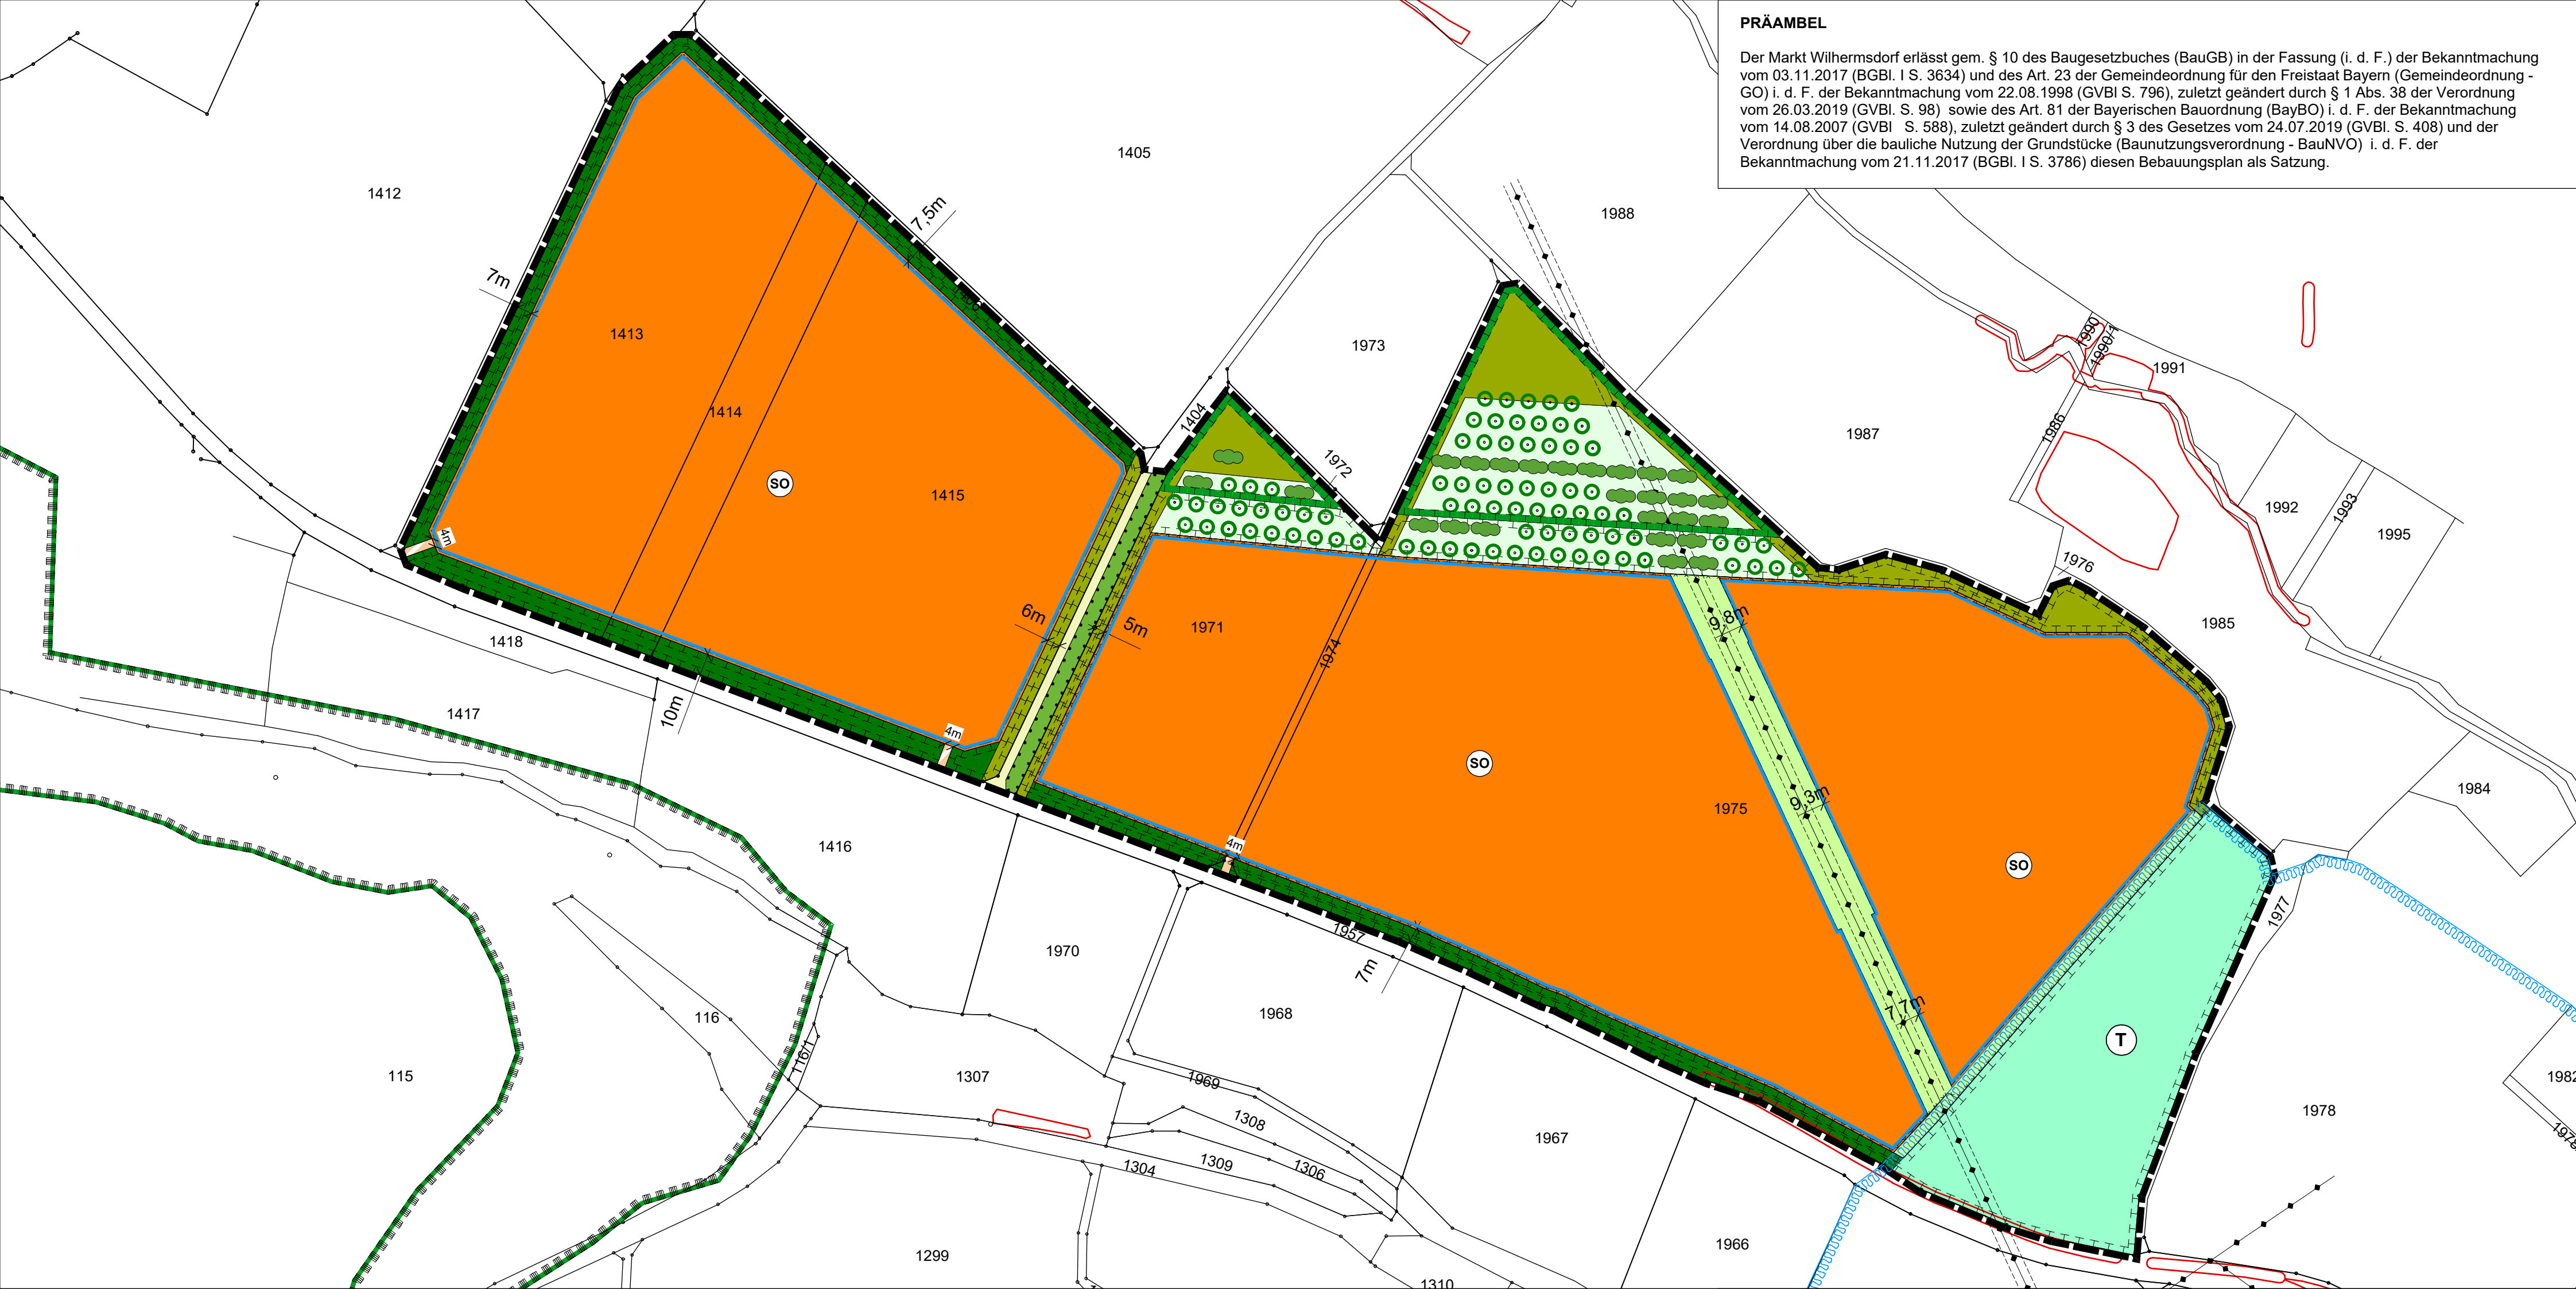 PRÄAMBEL
Der Markt Wilhermsdorf erlässt gem. § 10 des Baugesetzbuches (BauGB) in der Fassung (i. d. F.) der Bekanntmachung
vom 03.11.2017 (BGBl. I S. 3634) und des Art. 23 der Gemeindeordnung für den Freistaat Bayern (Gemeindeordnung -
GO) i. d. F. der Bekanntmachung vom 22.08.1998 (GVBl S. 796), zuletzt geändert durch § 1 Abs. 38 der Verordnung
vom 26.03.2019 (GVBl. S. 98) sowie des Art. 81 der Bayerischen Bauordnung (BayBO) i. d. F. der Bekanntmachung
vom 14.08.2007 (GVBl S. 588), zuletzt geändert durch § 3 des Gesetzes vom 24.07.2019 (GVBl. S. 408) und der
Verordnung über die bauliche Nutzung der Grundstücke (Baunutzungsverordnung - BauNVO) i. d. F. der
Bekanntmachung vom 21.11.2017 (BGBl. I S. 3786) diesen Bebauungsplan als Satzung.
1405
1412
1988
7,5m
7m
1413
1973
1990
1990/1
1991
1414
1404
1987
1986
1972
SO
1415
1992
1993
1995
4m
1976
6m
5m
1971
9,8m
1985
1418
1974
1417
10m
4m
SO
9,3m
1975
1984
1416
4m
SO
1977
1957
1970
7m
1968
7,7m
116
T
116/1
115
1307
1969
1982
1978
1308
1967
1304
1309
1306
1299
1966
1310